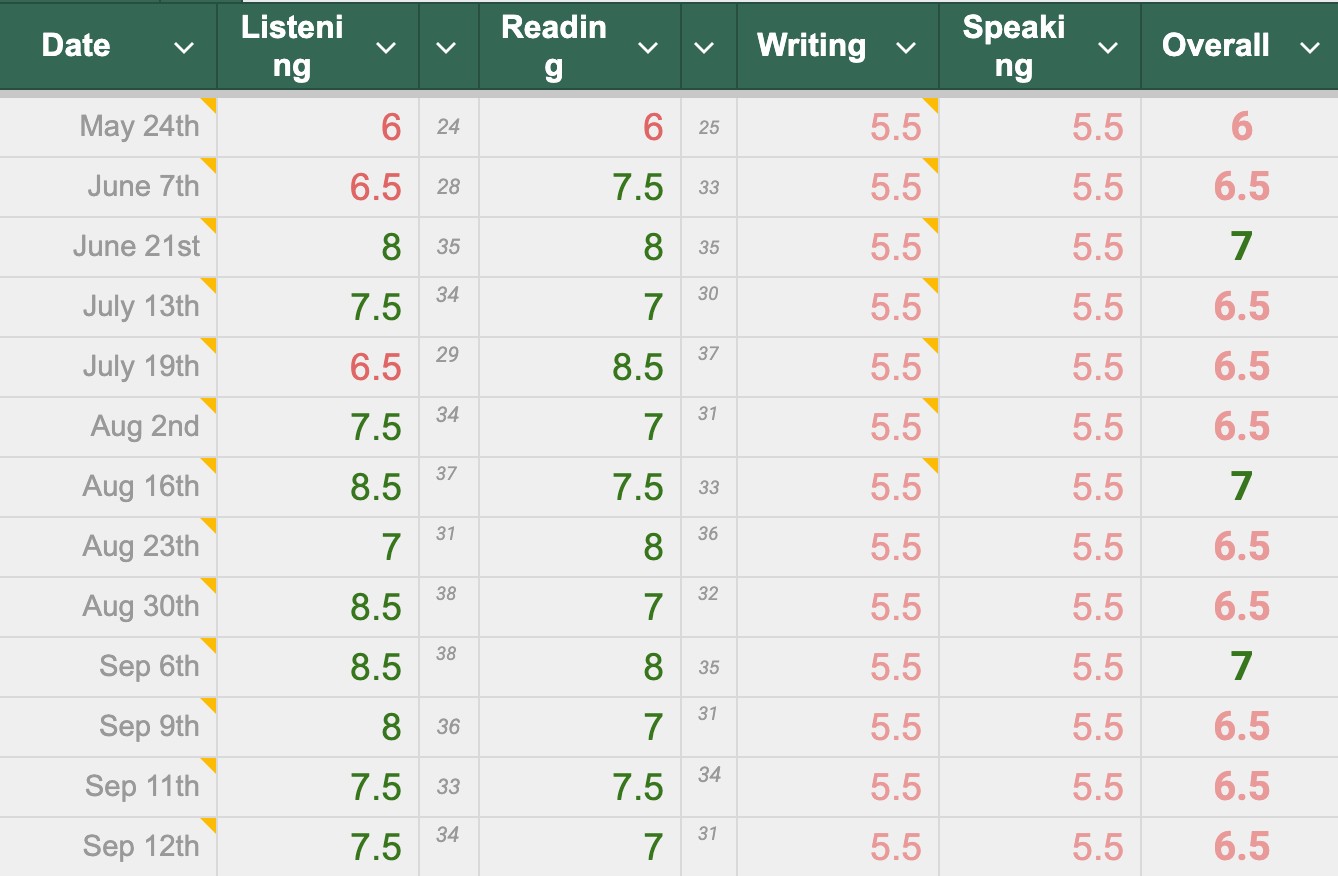 Date Listeni ng Readin g Writing Speaki ng Overall
May 24th 6 24 6 25 5.5 5.5 6
June 7th 6.5 28 7.5 33 5.5 5.5 6.5
June 21st 8 35 8 35 5.5 5.5 7
July 13th 7.5 34 7 30 5.5 5.5 6.5
July 19th 6.5 29 8.5 37 5.5 5.5 6.5
Aug 2nd 7.5 34 7 31 5.5 5.5 6.5
Aug 16th 8.5 37 7.5 33 5.5 5.5 7
Aug 23th 7 31 8 36 5.5 5.5 6.5
Aug 30th 8.5 38 7 32 5.5 5.5 6.5
Sep 6th 8.5 38 8 35 5.5 5.5 7
Sep 9th 8 36 7 31 5.5 5.5 6.5
Sep 11th 7.5 33 7.5 34 5.5 5.5 6.5
Sep 12th 7.5 34 7 31 5.5 5.5 6.5